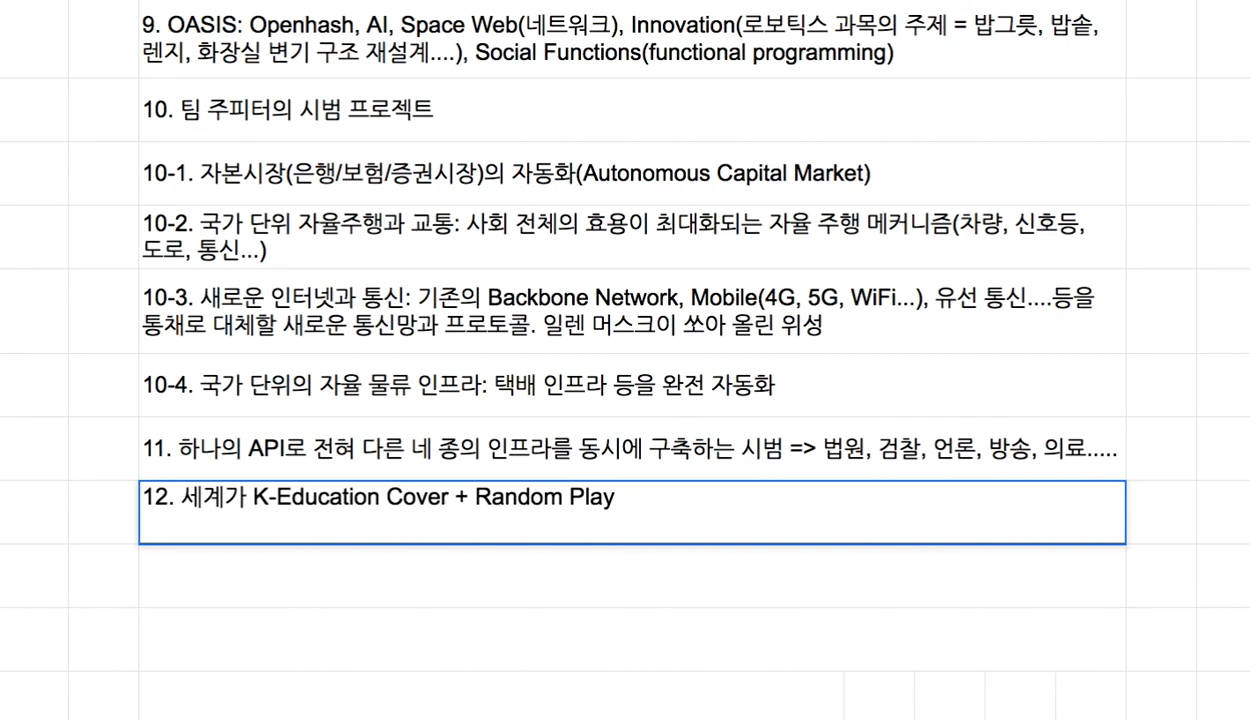 9. OASIS: Openhash, AI, Space Web(네트워크), Innovation(로보틱스 과목의 주제 = 밥그릇, 밥솥,
렌지, 화장실 변기 구조 재설계....), Social Functions(functional programming)
10. 팀 주피터의 시범 프로젝트
10-1. 자본시장(은행/보험/증권시장)의 자동화(Autonomous Capital Market)
10-2. 국가 단위 자율주행과 교통: 사회 전체의 효용이 최대화되는 자율 주행 메커니즘(차량, 신호등,
도로, 통신...)
10-3. 새로운 인터넷과 통신: 기존의 Backbone Network, Mobile(4G, 5G, WiFi...), 유선 통신....등을
통채로 대체할 새로운 통신망과 프로토콜. 일렌 머스크이 쏘아 올린 위성
10-4. 국가 단위의 자율 물류 인프라: 택배 인프라 등을 완전 자동화
11. 하나의 API로 전혀 다른 네 종의 인프라를 동시에 구축하는 시범 => 법원, 검찰, 언론, 방송, 의료.....
12. 세계가 K-Education Cover + Random Play